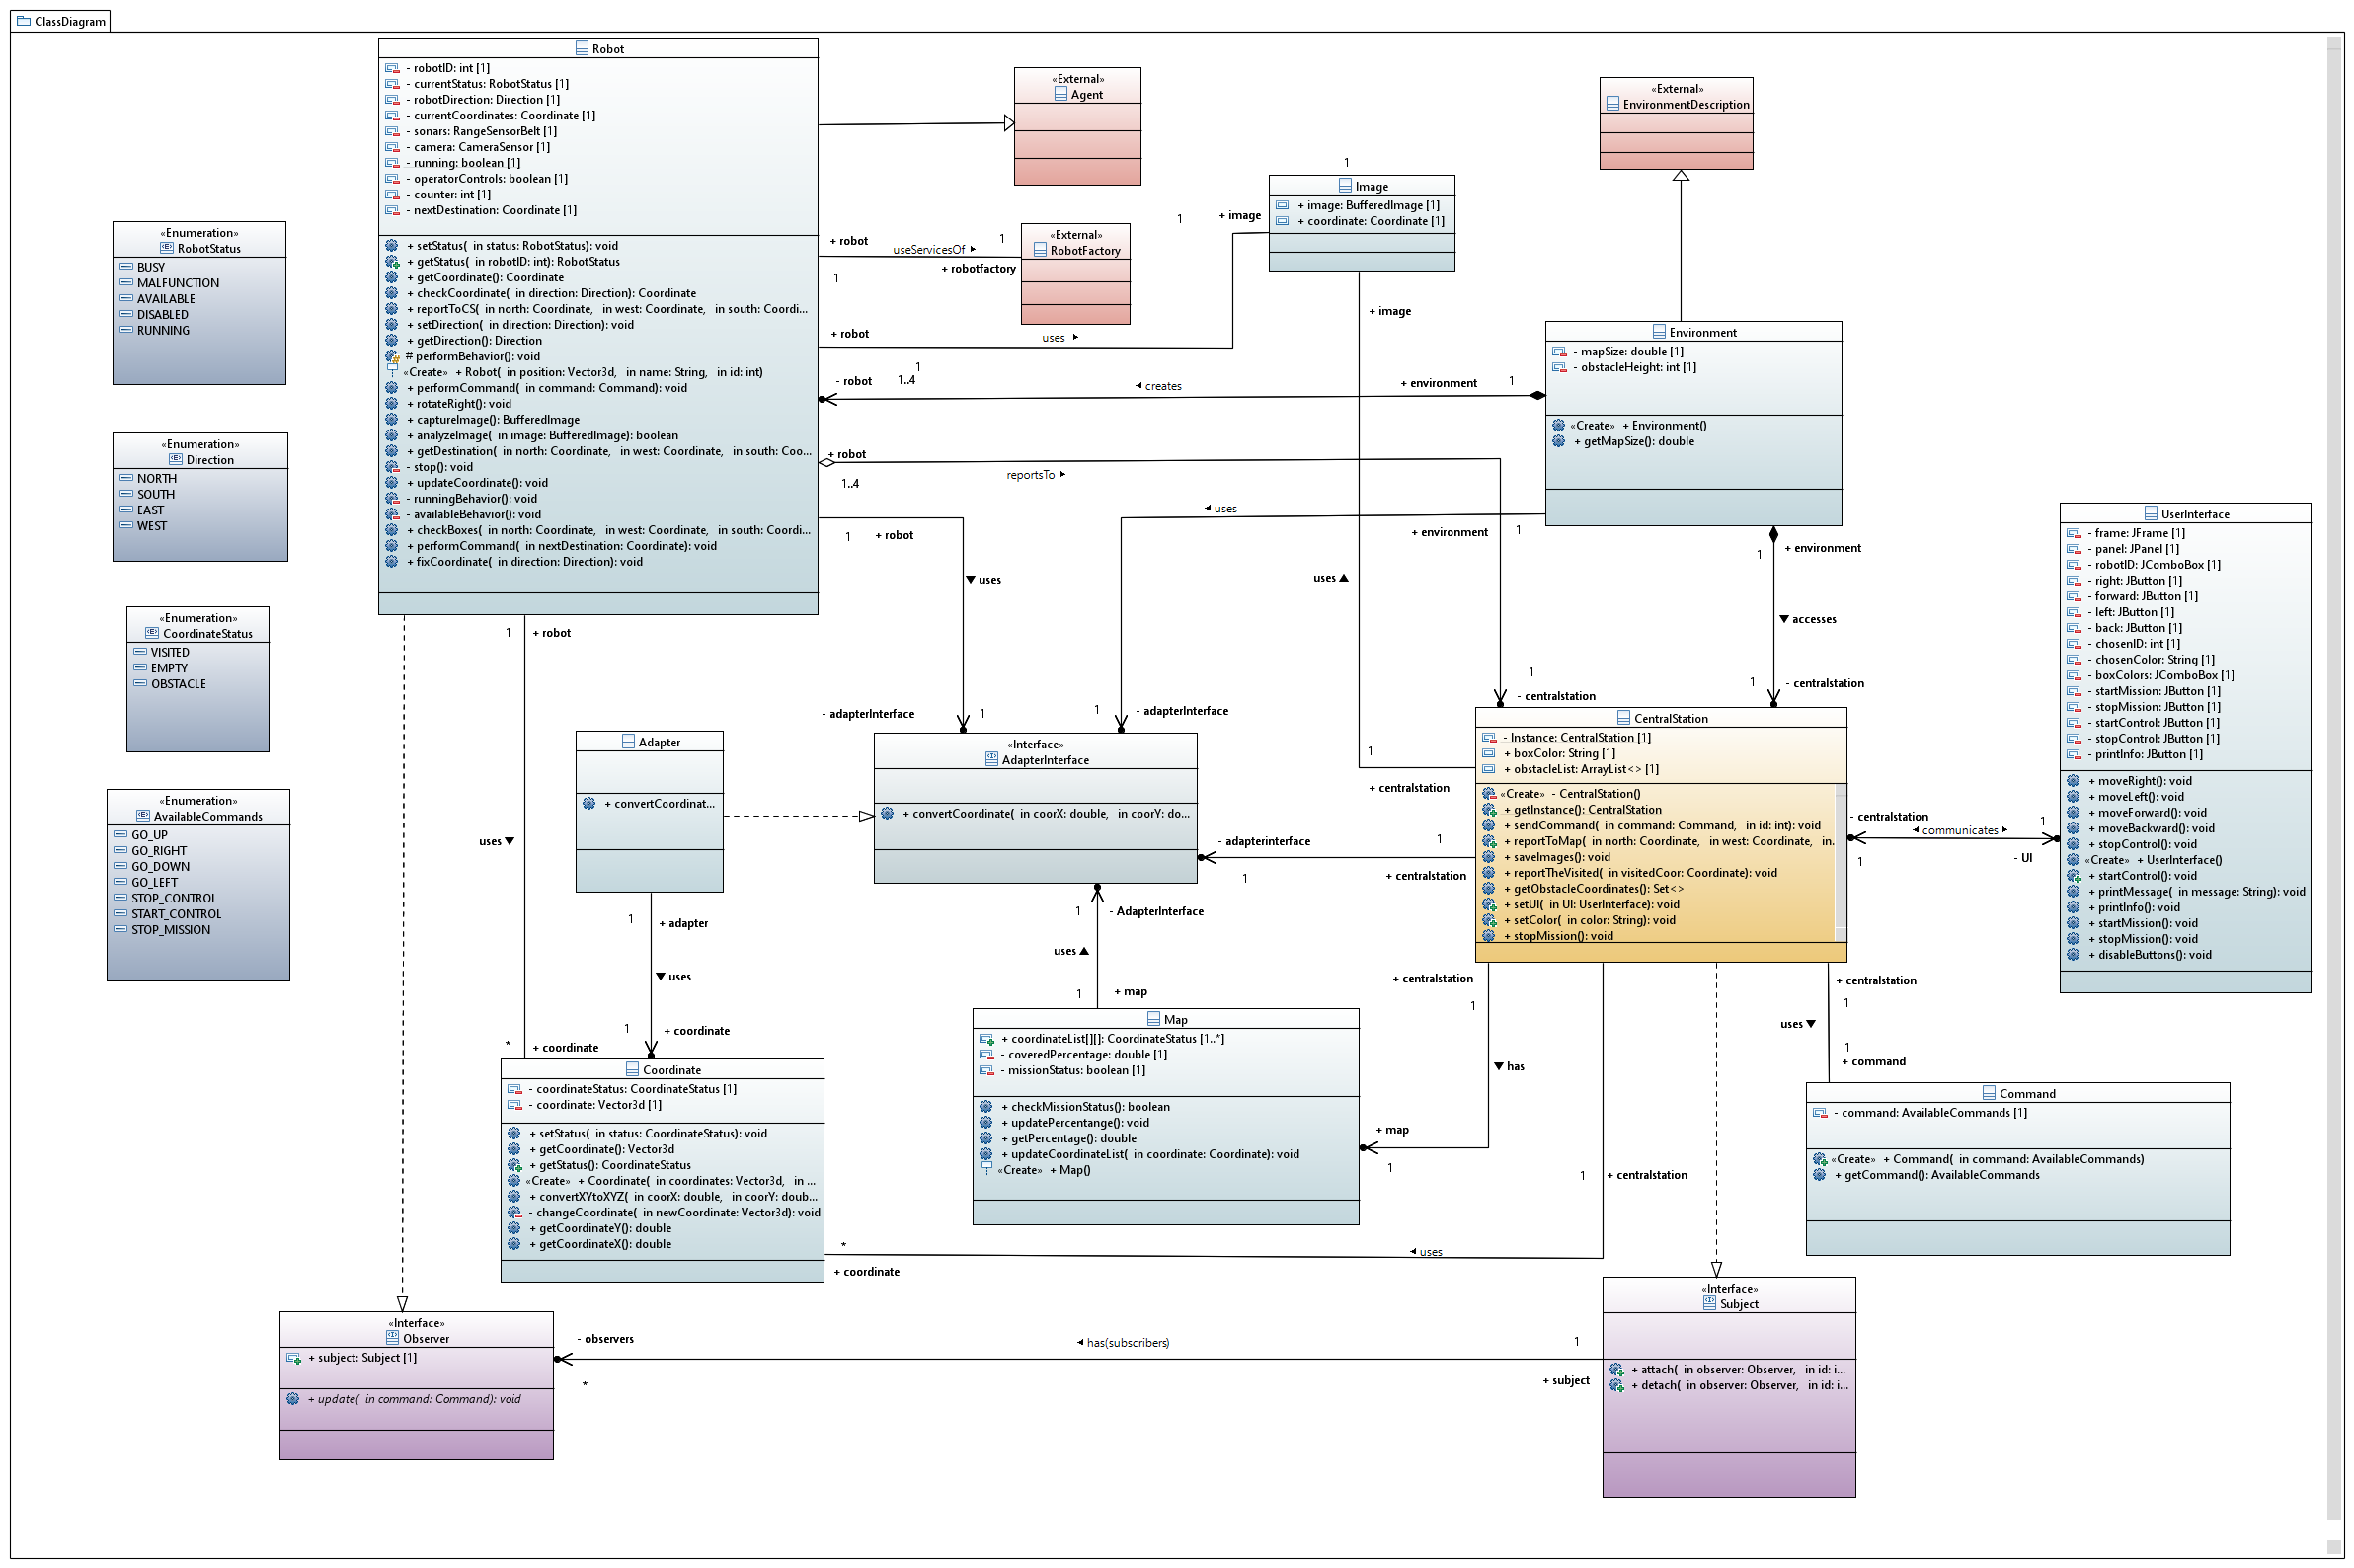 ClassDiagram
Robot
- robotID: int [1]
- currentStatus: RobotStatus [1]
- robotDirection: Direction [1]
- currentCoordinates: Coordinate [1]
- sonars: RangeSensorBelt [1]
- camera: CameraSensor [1]
- running: boolean [1]
- operatorControls: boolean [1]
- counter: int [1]
- nextDestination: Coordinate [1]
+ setStatus( in status: RobotStatus): void
+ getStatus( in robotID: int): RobotStatus
+ getCoordinate(): Coordinate
+ checkCoordinate( in direction: Direction): Coordinate
+ reportToCS( in north: Coordinate, in west: Coordinate, in south: Coordi...
+ setDirection( in direction: Direction): void
+ getDirection(): Direction
# performBehavior(): void
«Create» + Robot( in position: Vector3d, in name: String, in id: int)
+ performCommand( in command: Command): void
+ rotateRight(): void
+ captureImage(): BufferedImage
+ analyzeImage( in image: BufferedImage): boolean
+ getDestination( in north: Coordinate, in west: Coordinate, in south: Coo...
- stop(): void
+ updateCoordinate(): void
- runningBehavior(): void
- availableBehavior(): void
+ checkBoxes( in north: Coordinate, in west: Coordinate, in south: Coordi...
+ performCommand( in nextDestination: Coordinate): void
+ fixCoordinate( in direction: Direction): void
«External»
Agent
«External»
EnvironmentDescription
1
Image
+ image: BufferedImage [1]
+ coordinate: Coordinate [1]
1
+ image
«External»
RobotFactory
+ robot
useServicesOf ►
1
+ robotfactory
1
+ robot
uses ►
1
+ image
«Enumeration»
RobotStatus
BUSY
MALFUNCTION
AVAILABLE
DISABLED
RUNNING
Environment
- mapSize: double [1]
- obstacleHeight: int [1]
«Create» + Environment()
+ getMapSize(): double
- robot
1..4
◄ creates
+ environment
1
+ robot
1..4
reportsTo ►
◄ uses
+ environment
1
«Enumeration»
Direction
NORTH
SOUTH
EAST
WEST
1
+ robot
▼ uses
uses ▲
1
+ environment
▼ accesses
UserInterface
- frame: JFrame [1]
- panel: JPanel [1]
- robotID: JComboBox [1]
- right: JButton [1]
- forward: JButton [1]
- left: JButton [1]
- back: JButton [1]
- chosenID: int [1]
- chosenColor: String [1]
- boxColors: JComboBox [1]
- startMission: JButton [1]
- stopMission: JButton [1]
- startControl: JButton [1]
- stopControl: JButton [1]
- printInfo: JButton [1]
+ moveRight(): void
+ moveLeft(): void
+ moveForward(): void
+ moveBackward(): void
+ stopControl(): void
«Create» + UserInterface()
+ startControl(): void
+ printMessage( in message: String): void
+ printInfo(): void
+ startMission(): void
+ stopMission(): void
+ disableButtons(): void
«Enumeration»
CoordinateStatus
VISITED
EMPTY
OBSTACLE
1
+ robot
1
- centralstation
1
- centralstation
- adapterInterface
1
1
- adapterInterface
Adapter
+ convertCoordinat...
«Interface»
AdapterInterface
+ convertCoordinate( in coorX: double, in coorY: do...
CentralStation
- Instance: CentralStation [1]
+ boxColor: String [1]
+ obstacleList: ArrayList<> [1]
«Create» - CentralStation()
+ getInstance(): CentralStation
+ sendCommand( in command: Command, in id: int): void
+ reportToMap( in north: Coordinate, in west: Coordinate, in.
+ saveImages(): void
+ reportTheVisited( in visitedCoor: Coordinate): void
+ getObstacleCoordinates(): Set<>
+ setUI( in UI: UserInterface): void
+ setColor( in color: String): void
+ stopMission(): void
1
+ centralstation
- centralstation
◄ communicates ►
1
1
- UI
- adapterinterface
1
1
+ centralstation
«Enumeration»
AvailableCommands
GO_UP
GO_RIGHT
GO_DOWN
GO_LEFT
STOP_CONTROL
START_CONTROL
STOP_MISSION
uses ▼
1
+ adapter
▼ uses
1
+ coordinate
*
+ coordinate
1
- AdapterInterface
uses ▲
1
+ map
Map
+ coordinateList[][]: CoordinateStatus [1..*]
- coveredPercentage: double [1]
- missionStatus: boolean [1]
+ checkMissionStatus(): boolean
+ updatePercentange(): void
+ getPercentage(): double
+ updateCoordinateList( in coordinate: Coordinate): void
«Create» + Map()
+ centralstation
1
▼ has
+ map
1
+ centralstation
1
uses ▼
1
+ command
Command
- command: AvailableCommands [1]
«Create» + Command( in command: AvailableCommands)
+ getCommand(): AvailableCommands
Coordinate
- coordinateStatus: CoordinateStatus [1]
- coordinate: Vector3d [1]
+ setStatus( in status: CoordinateStatus): void
+ getCoordinate(): Vector3d
+ getStatus(): CoordinateStatus
«Create» + Coordinate( in coordinates: Vector3d, in ...
+ convertXYtoXYZ( in coorX: double, in coorY: doub...
- changeCoordinate( in newCoordinate: Vector3d): void
+ getCoordinateY(): double
+ getCoordinateX(): double
1
+ centralstation
*
◄ uses
+ coordinate
«Interface»
Observer
+ subject: Subject [1]
+ update( in command: Command): void
- observers
*
◄ has(subscribers)
1
+ subject
«Interface»
Subject
+ attach( in observer: Observer, in id: i...
+ detach( in observer: Observer, in id: i...